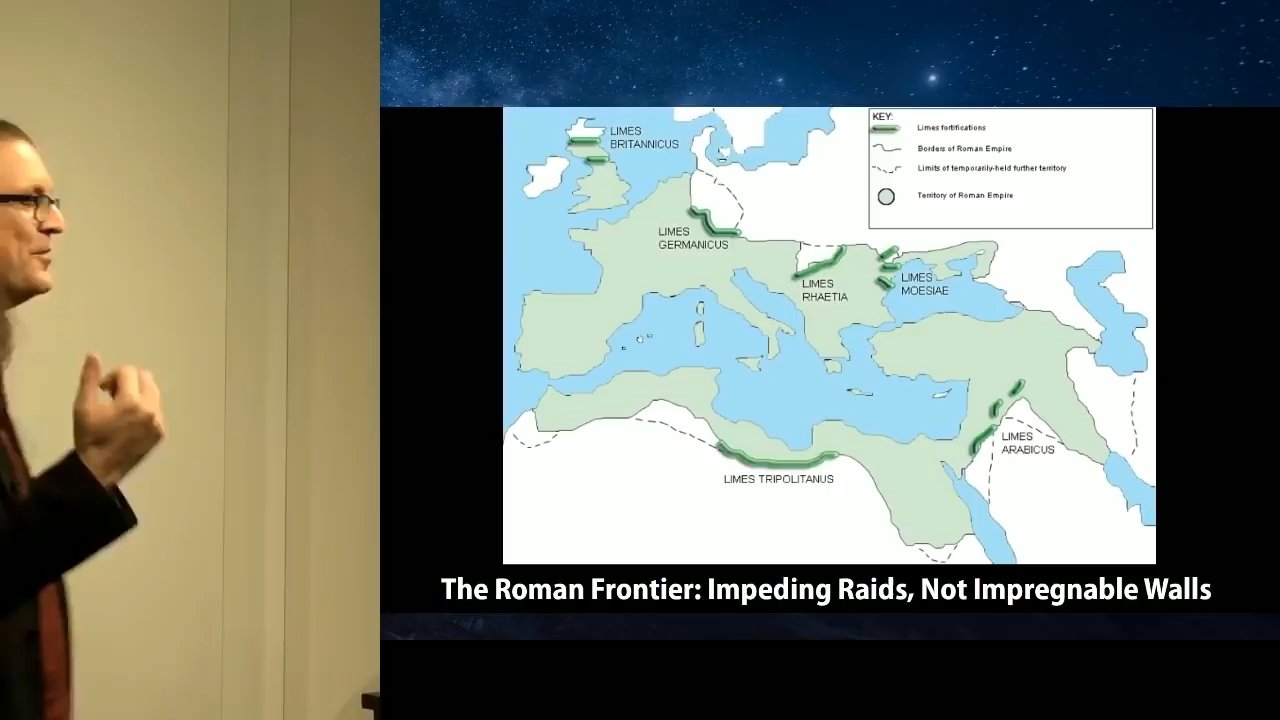 LIMES
BRITANNICUS
KEY:
Limes fortifications
Borders of Roman Empire
Limits of temporarily-held further territory
Territory of Roman Empire
LIMES
GERMANICUS
LIMES
RHAETIA
LIMES
MOESIAE
LIMES
ARABICUS
LIMES TRIPOLITANUS
The Roman Frontier: Impeding Raids, Not Impregnable Walls